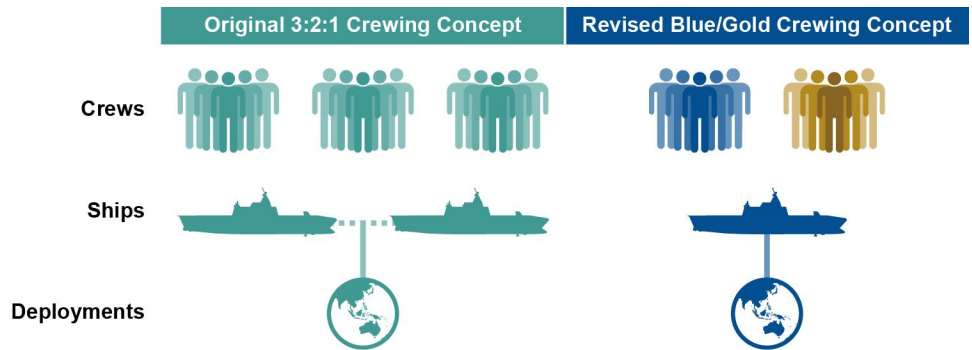 Original 3:2:1 Crewing Concept
Revised Blue/Gold Crewing Concept
Crews
Ships
Deployments